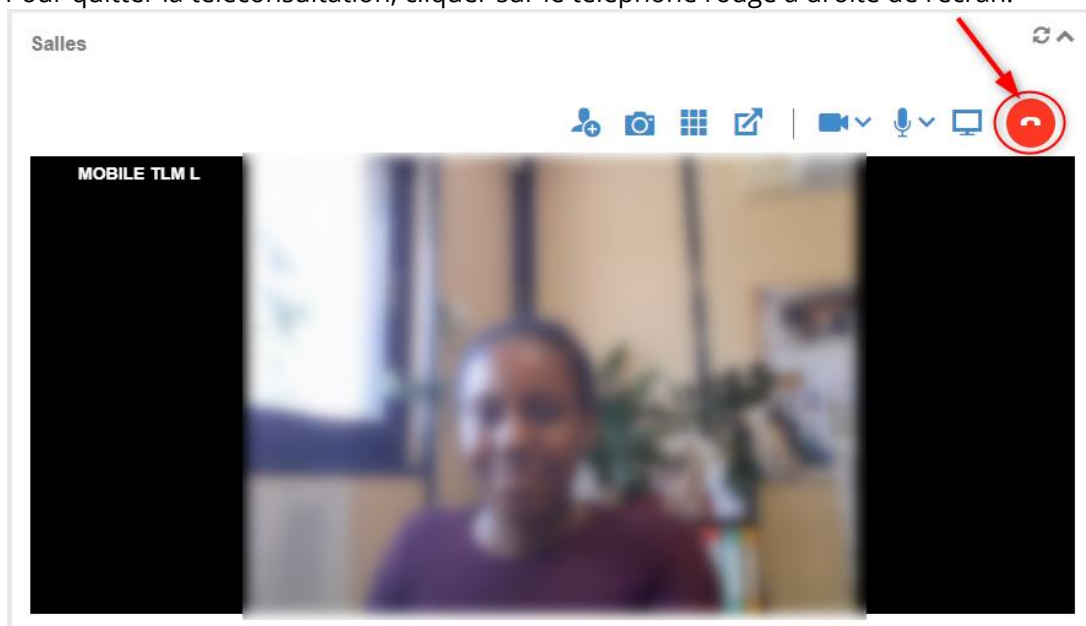 Pour quitter la téléconsultation, cliquer sur le téléphone rouge à droite de l'écran.
Salles
MOBILE TLM L